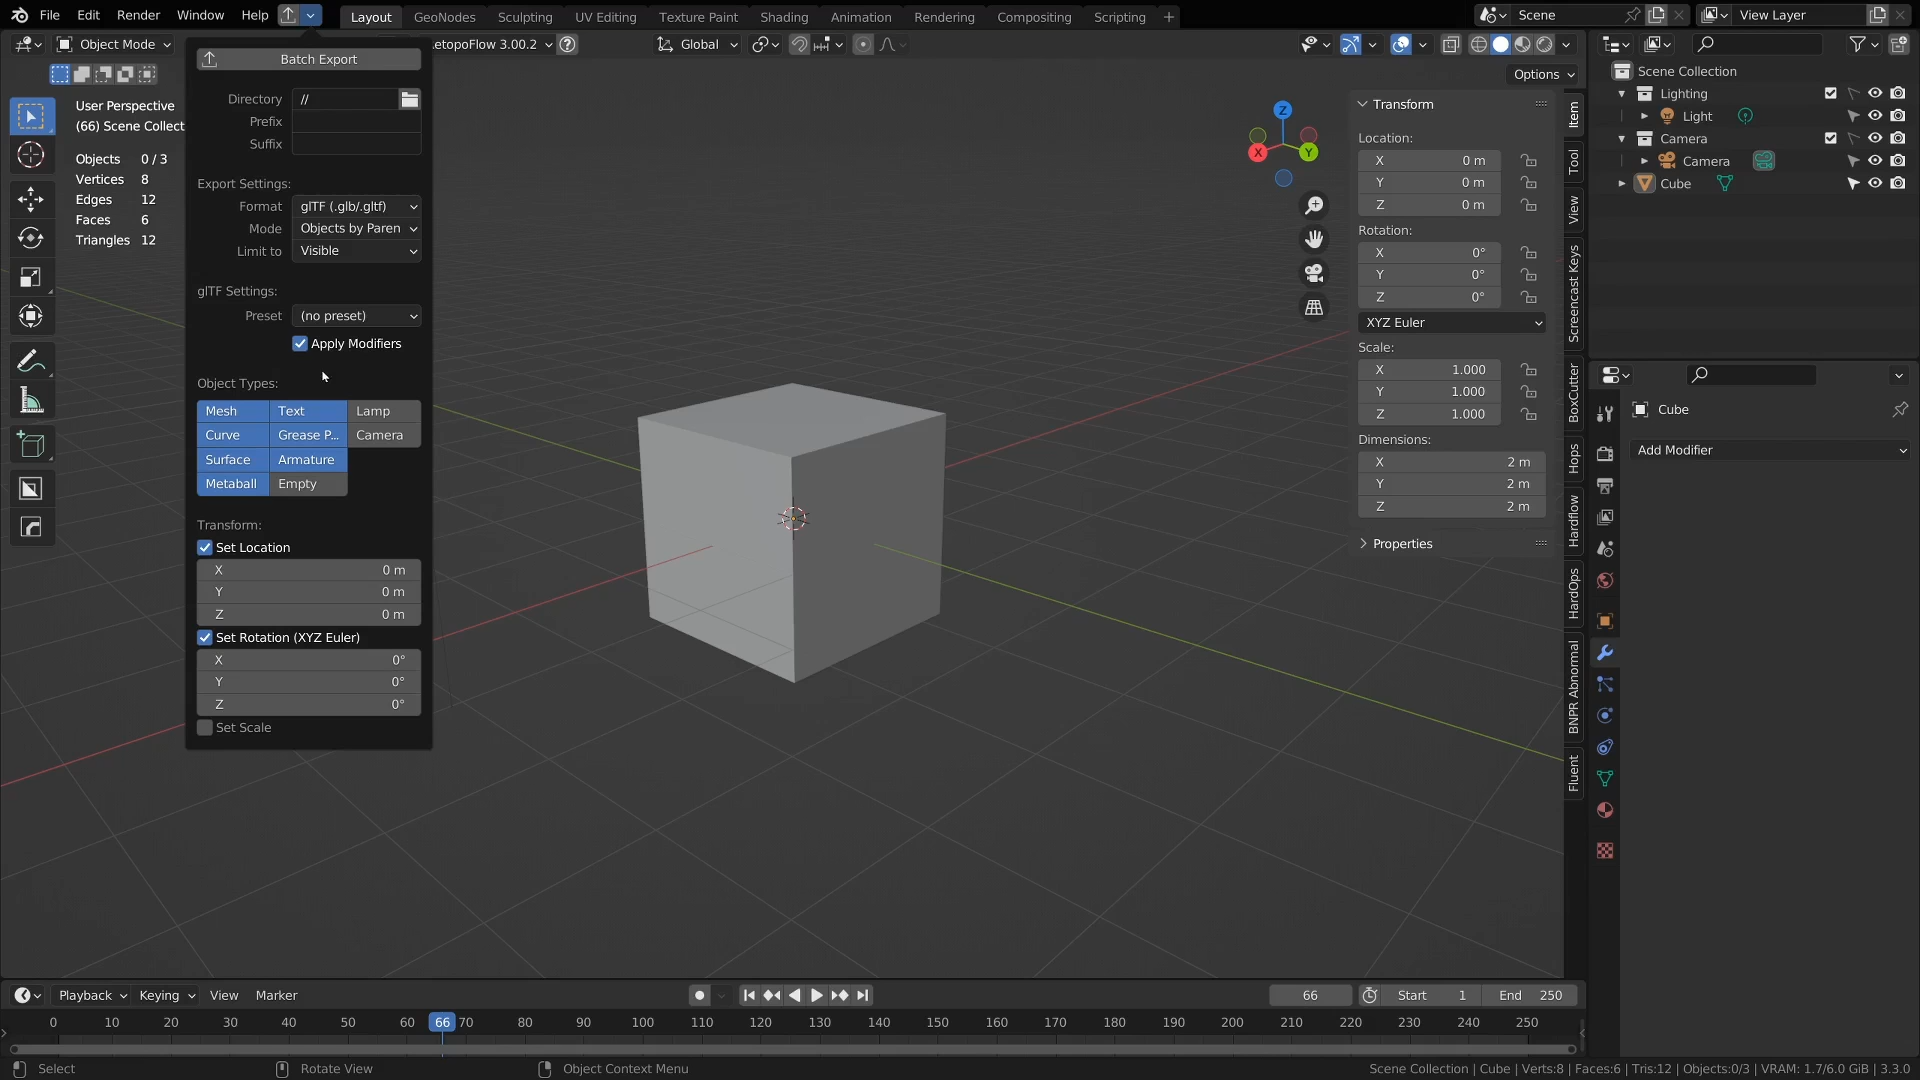 File Edit Render Window Help Layout GeoNodes Sculpting UV Editing Texture Paint Shading Animation Rendering Compositing Scripting + Scene View Layer
Object Mode etopoFlow 3.00.2 Global
Options
User Perspective
(66) Scene Collect
Objects 0 / 3
Vertices 8
Edges 12
Faces 6
Triangles 12
Batch Export
Directory //
Prefix
Suffix
Export Settings:
Format glTF (.glb/.gltf)
Mode Objects by Paren
Limit to Visible
glTF Settings:
Preset (no preset)
Apply Modifiers
Object Types:
Mesh Text Lamp
Curve Grease P... Camera
Surface Armature
Metaball Empty
Transform:
Set Location
X 0 m
Y 0 m
Z 0 m
Set Rotation (XYZ Euler)
X 0°
Y 0°
Z 0°
Set Scale
Z
X Y
Transform
Location:
X 0 m
Y 0 m
Z 0 m
Rotation:
X 0°
Y 0°
Z 0°
XYZ Euler
Scale:
X 1.000
Y 1.000
Z 1.000
Dimensions:
X 2 m
Y 2 m
Z 2 m
Properties
Item
Tool
View
Screencast Keys
BoxCutter
Hops
Hardflow
HardOps
BNPR Abnormal
Fluent
Scene Collection
Lighting
Light
Camera
Camera
Cube
Cube
Add Modifier
Playback Keying View Marker 66 Start 1 End 250
0 10 20 30 40 50 60 66 70 80 90 100 110 120 130 140 150 160 170 180 190 200 210 220 230 240 250
Select Rotate View Object Context Menu Scene Collection | Cube | Verts:8 | Faces:6 | Tris:12 | Objects:0/3 | VRAM: 1.7/6.0 GiB | 3.3.0